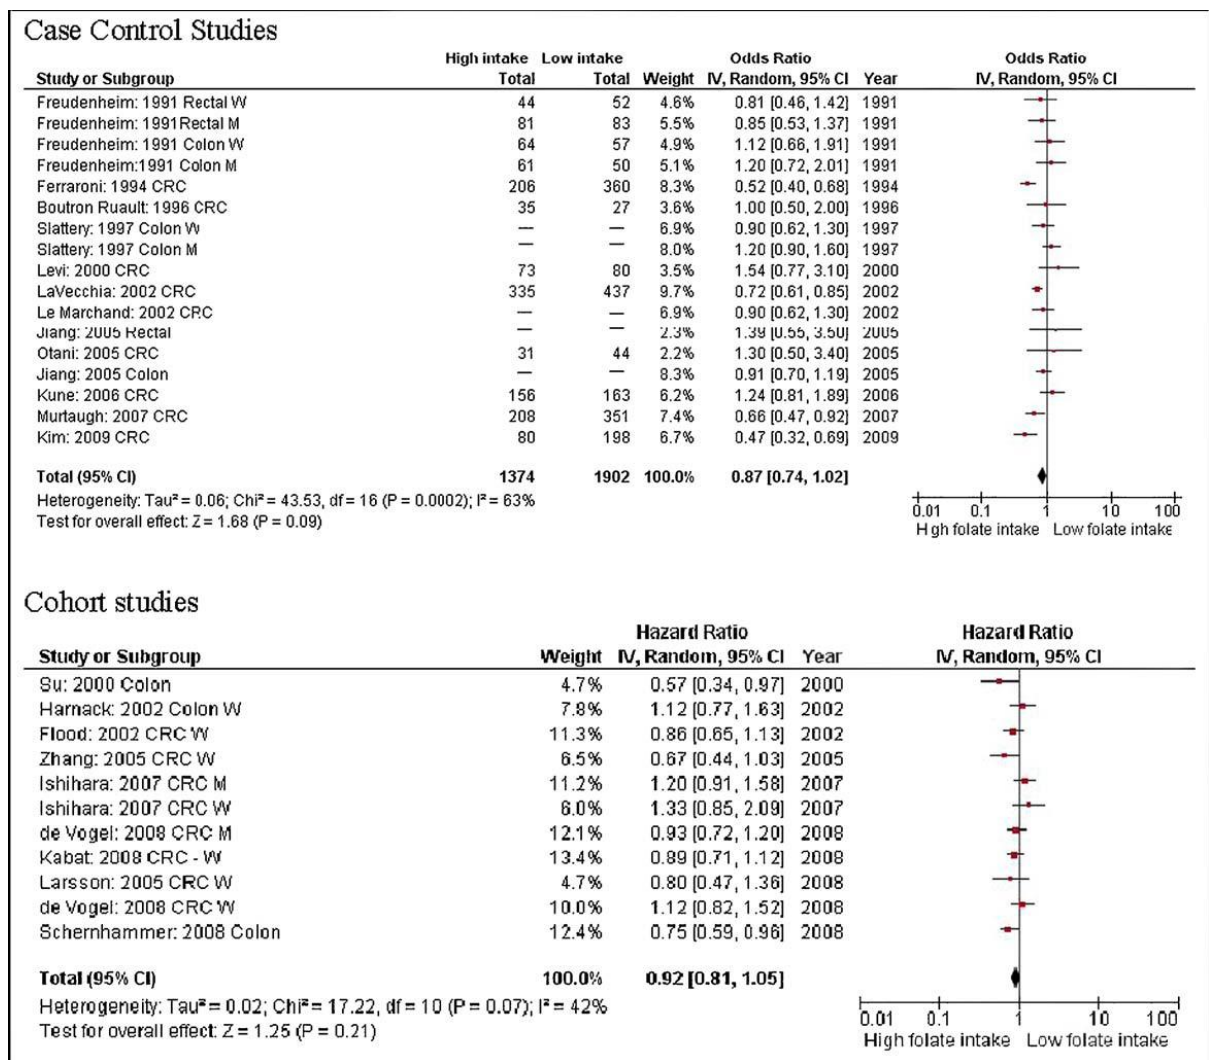 Case Control Studies
High intake Low intake Odds Ratio Odds Ratio
Study or Subgroup Total Total Weight IV, Random, 95% CI Year IV, Random, 95% CI
Freudenheim: 1991 Rectal W 44 52 4.6% 0.81 [0.46, 1.42] 1991
Freudenheim: 1991Rectal M 81 83 5.5% 0.85 [0.53, 1.37] 1991
Freudenheim: 1991 Colon W 64 57 4.9% 1.12 [0.66, 1.91] 1991
Freudenheim:1991 Colon M 61 50 5.1% 1.20 [0.72, 2.01] 1991
Ferraroni: 1994 CRC 206 360 8.3% 0.52 [0.40, 0.68] 1994
Boutron Ruault: 1996 CRC 35 27 3.6% 1.00 [0.50, 2.00] 1996
Slattery: 1997 Colon W — — 6.9% 0.90 [0.62, 1.30] 1997
Slattery: 1997 Colon M — — 8.0% 1.20 [0.90, 1.60] 1997
Levi: 2000 CRC 73 80 3.5% 1.54 [0.77, 3.10] 2000
LaVecchia: 2002 CRC 335 437 9.7% 0.72 [0.61, 0.85] 2002
Le Marchand: 2002 CRC — — 6.9% 0.90 [0.62, 1.30] 2002
Jiang: 2005 Rectal — — 2.3% 1.39 [0.55, 3.50] 2005
Otani: 2005 CRC 31 44 2.2% 1.30 [0.50, 3.40] 2005
Jiang: 2005 Colon — — 8.3% 0.91 [0.70, 1.19] 2005
Kune: 2006 CRC 156 163 6.2% 1.24 [0.81, 1.89] 2006
Murtaugh: 2007 CRC 208 351 7.4% 0.66 [0.47, 0.92] 2007
Kim: 2009 CRC 80 198 6.7% 0.47 [0.32, 0.69] 2009
Total (95% CI) 1374 1902 100.0% 0.87 [0.74, 1.02]
Heterogeneity: Tau² = 0.06; Chi² = 43.53, df = 16 (P = 0.0002); I² = 63%
Test for overall effect: Z = 1.68 (P = 0.09)
0.01 0.1 1 10 100
High folate intake Low folate intake
Cohort studies
Hazard Ratio Hazard Ratio
Study or Subgroup Weight IV, Random, 95% CI Year IV, Random, 95% CI
Su: 2000 Colon 4.7% 0.57 [0.34, 0.97] 2000
Harnack: 2002 Colon W 7.8% 1.12 [0.77, 1.63] 2002
Flood: 2002 CRC W 11.3% 0.86 [0.65, 1.13] 2002
Zhang: 2005 CRC W 6.5% 0.67 [0.44, 1.03] 2005
Ishihara: 2007 CRC M 11.2% 1.20 [0.91, 1.58] 2007
Ishihara: 2007 CRC W 6.0% 1.33 [0.85, 2.09] 2007
de Vogel: 2008 CRC M 12.1% 0.93 [0.72, 1.20] 2008
Kabat: 2008 CRC - W 13.4% 0.89 [0.71, 1.12] 2008
Larsson: 2005 CRC W 4.7% 0.80 [0.47, 1.36] 2008
de Vogel: 2008 CRC W 10.0% 1.12 [0.82, 1.52] 2008
Schernhammer: 2008 Colon 12.4% 0.75 [0.59, 0.96] 2008
Total (95% CI) 100.0% 0.92 [0.81, 1.05]
Heterogeneity: Tau² = 0.02; Chi² = 17.22, df = 10 (P = 0.07); I² = 42%
Test for overall effect: Z = 1.25 (P = 0.21)
0.01 0.1 1 10 100
High folate intake Low folate intake